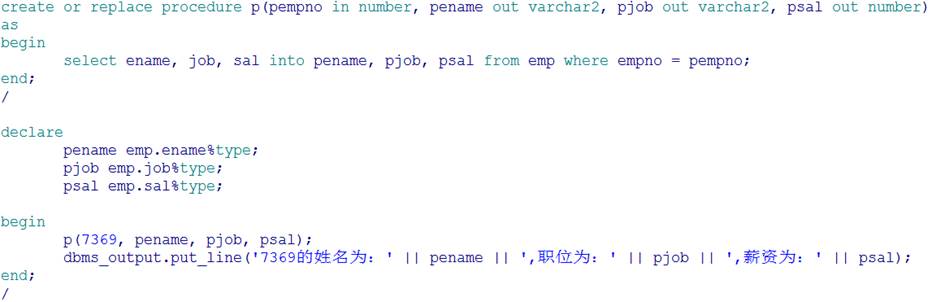 create or replace procedure p(pempno in number, pename out varchar2, pjob out varchar2, psal out number)
as
begin
select ename, job, sal into pename, pjob, psal from emp where empno = pempno;
end;
/
declare
pename emp.ename%type;
pjob emp.job%type;
psal emp.sal%type;
begin
p(7369, pename, pjob, psal);
dbms_output.put_line('7369的姓名为：' || pename || ',职位为：' || pjob || ',薪资为：' || psal);
end;
/